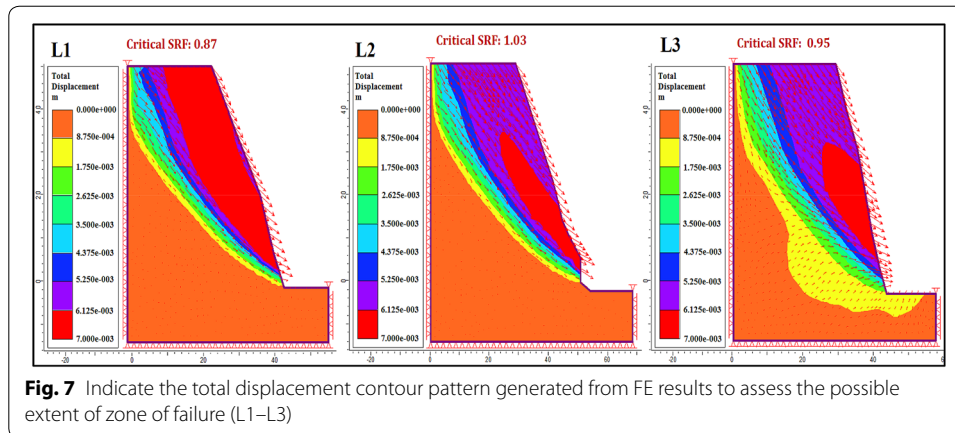 L1
Critical SRF: 0.87
Total
Displacement
m
0.000e+000
8.750e-004
1.750e-003
2.625e-003
3.500e-003
4.375e-003
5.250e-003
6.125e-003
7.000e-003
40
20
0
-20
0
20
40
L2
Critical SRF: 1.03
Total
Displacement
m
0.000e+000
8.750e-004
1.750e-003
2.625e-003
3.500e-003
4.375e-003
5.250e-003
6.125e-003
7.000e-003
40
20
0
-20
0
20
40
60
L3
Critical SRF: 0.95
Total
Displacement
m
0.000e+000
8.750e-004
1.750e-003
2.625e-003
3.500e-003
4.375e-003
5.250e-003
6.125e-003
7.000e-003
40
20
0
-20
0
20
40
6
Fig. 7 Indicate the total displacement contour pattern generated from FE results to assess the possible
extent of zone of failure (L1–L3)